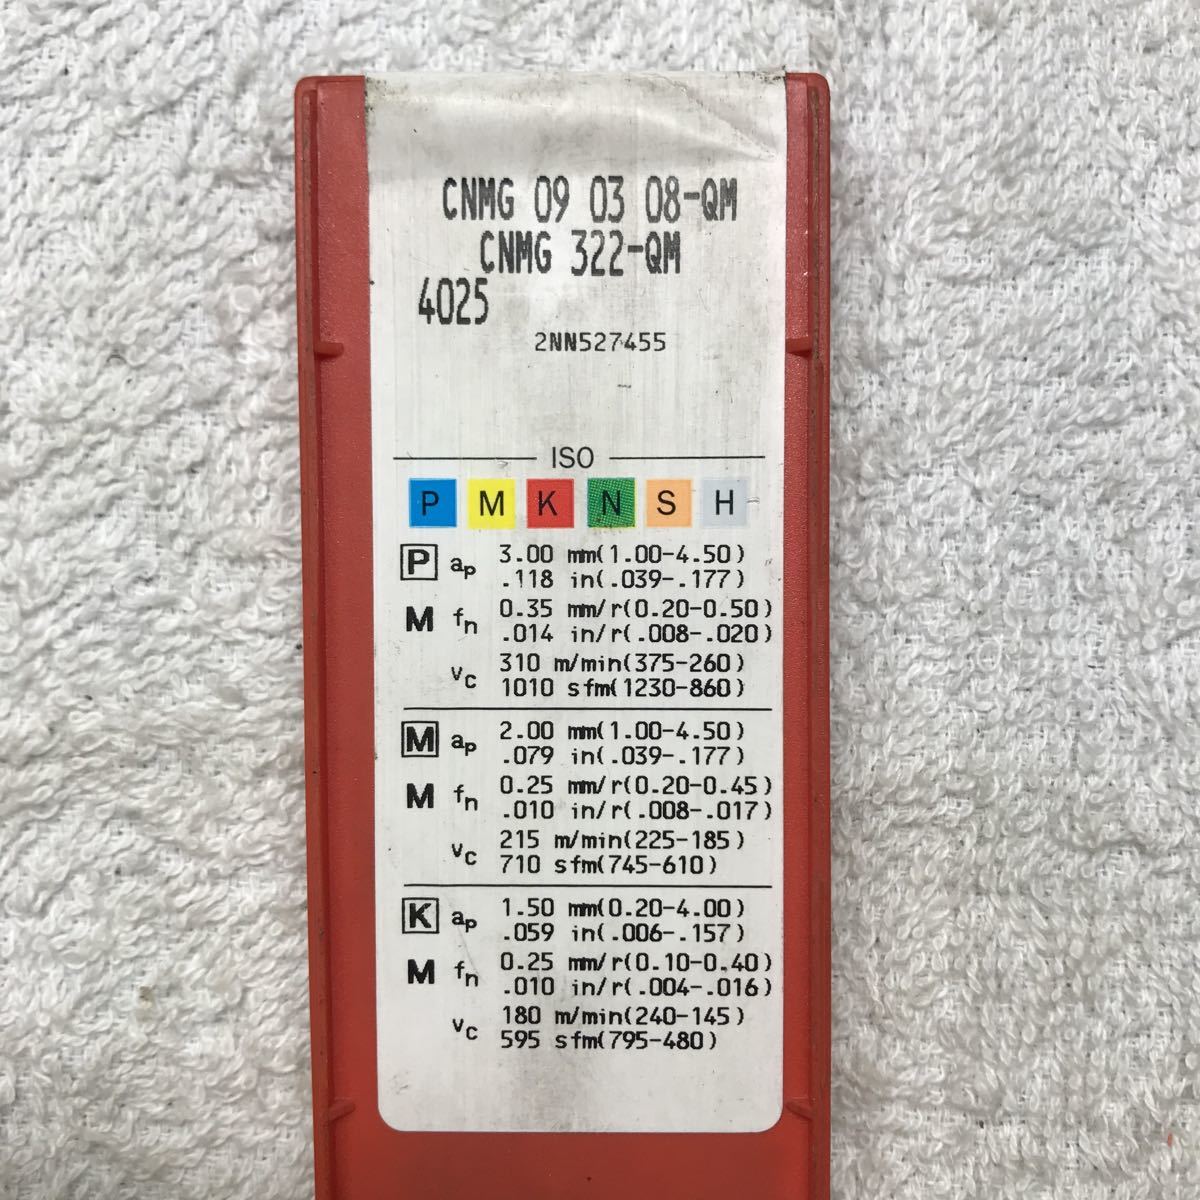 CNMG 09 03 08-QM
CNMG 322-QM
4025
2NN527455
ISO
P M K N S H
P ap 3.00 mm(1.00-4.50)
.118 in(.039-.177)
M fn 0.35 mm/r(0.20-0.50)
.014 in/r(.008-.020)
vc 310 m/min(375-260)
1010 sfm(1230-860)
M ap 2.00 mm(1.00-4.50)
.079 in(.039-.177)
M fn 0.25 mm/r(0.20-0.45)
.010 in/r(.008-.017)
vc 215 m/min(225-185)
710 sfm(745-610)
K ap 1.50 mm(0.20-4.00)
.059 in(.006-.157)
M fn 0.25 mm/r(0.10-0.40)
.010 in/r(.004-.016)
vc 180 m/min(240-145)
595 sfm(795-480)